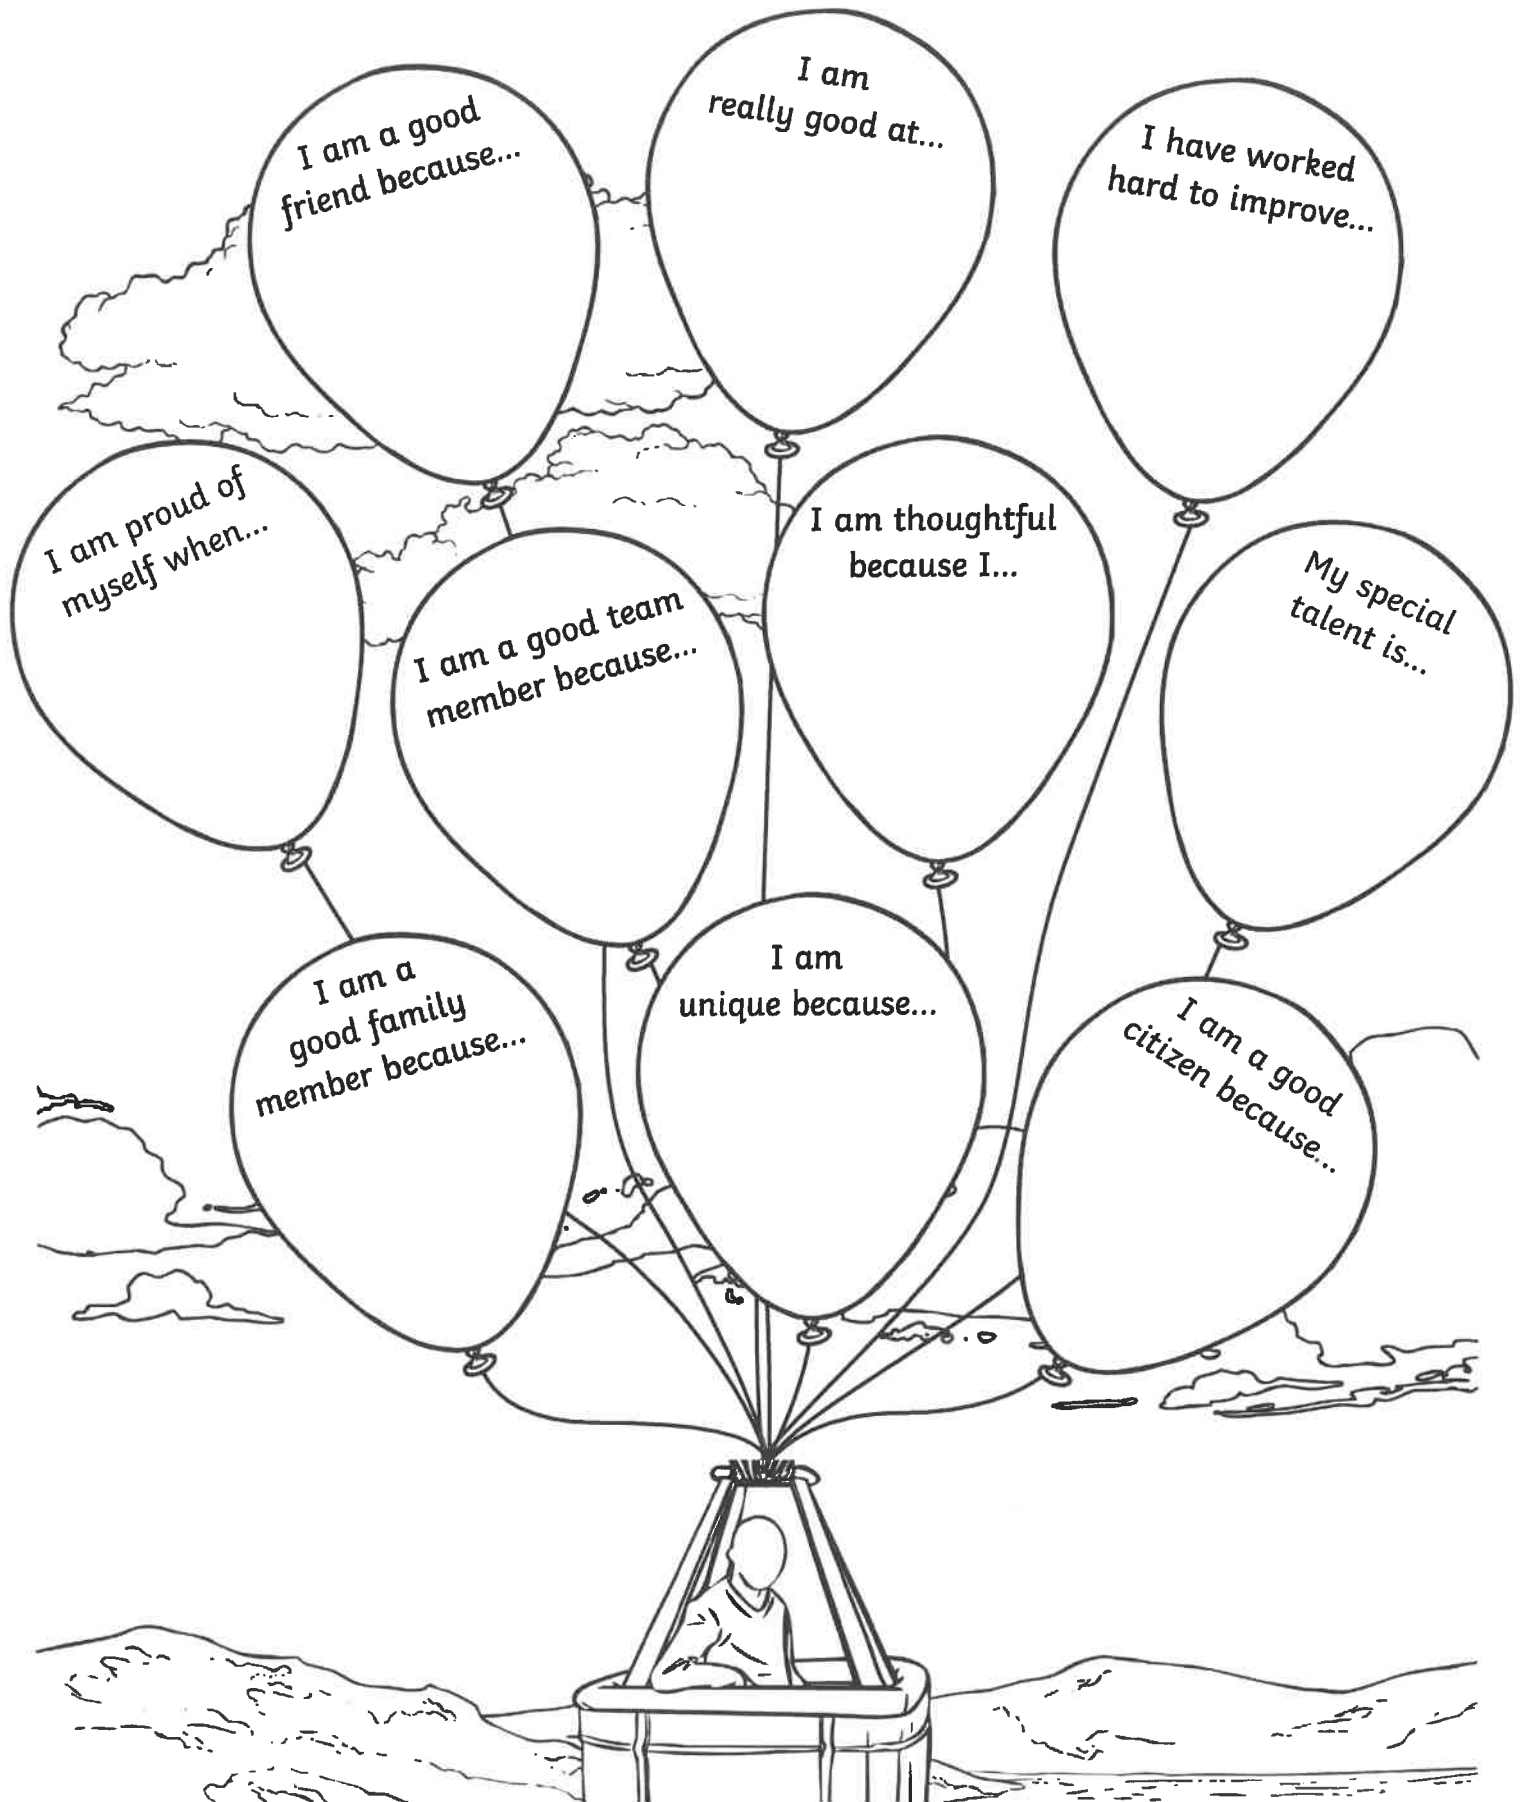 I am a good
friend because...
I am
really good at...
I have worked
hard to improve...
I am proud of
myself when...
I am a good team
member because...
I am thoughtful
because I...
My special
talent is...
I am a
good family
member because...
I am
unique because...
I am a good
citizen because...